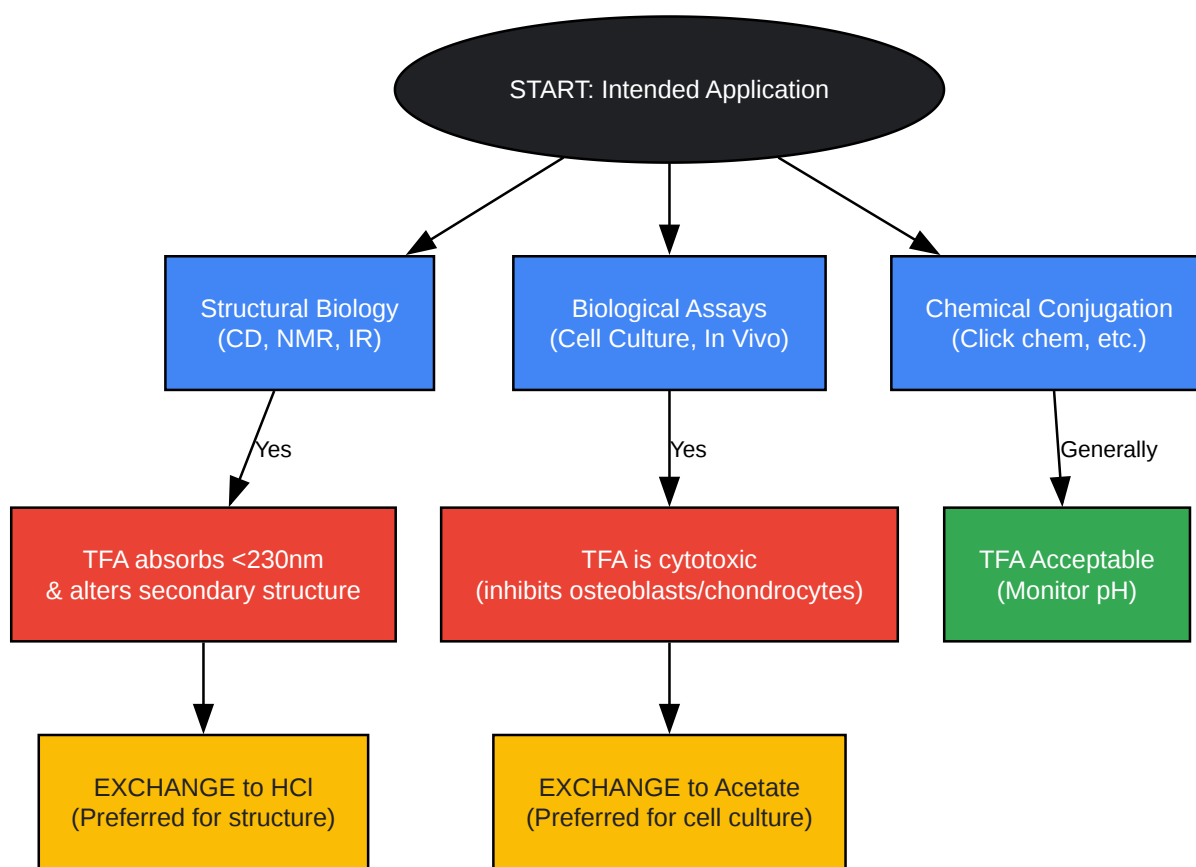 START: Intended Application
Structural Biology
(CD, NMR, IR)
Biological Assays
(Cell Culture, In Vivo)
Chemical Conjugation
(Click chem, etc.)
Yes
Yes
Generally
TFA absorbs <230nm
& alters secondary structure
TFA is cytotoxic
(inhibits osteoblasts/chondrocytes)
TFA Acceptable
(Monitor pH)
EXCHANGE to HCl
(Preferred for structure)
EXCHANGE to Acetate
(Preferred for cell culture)